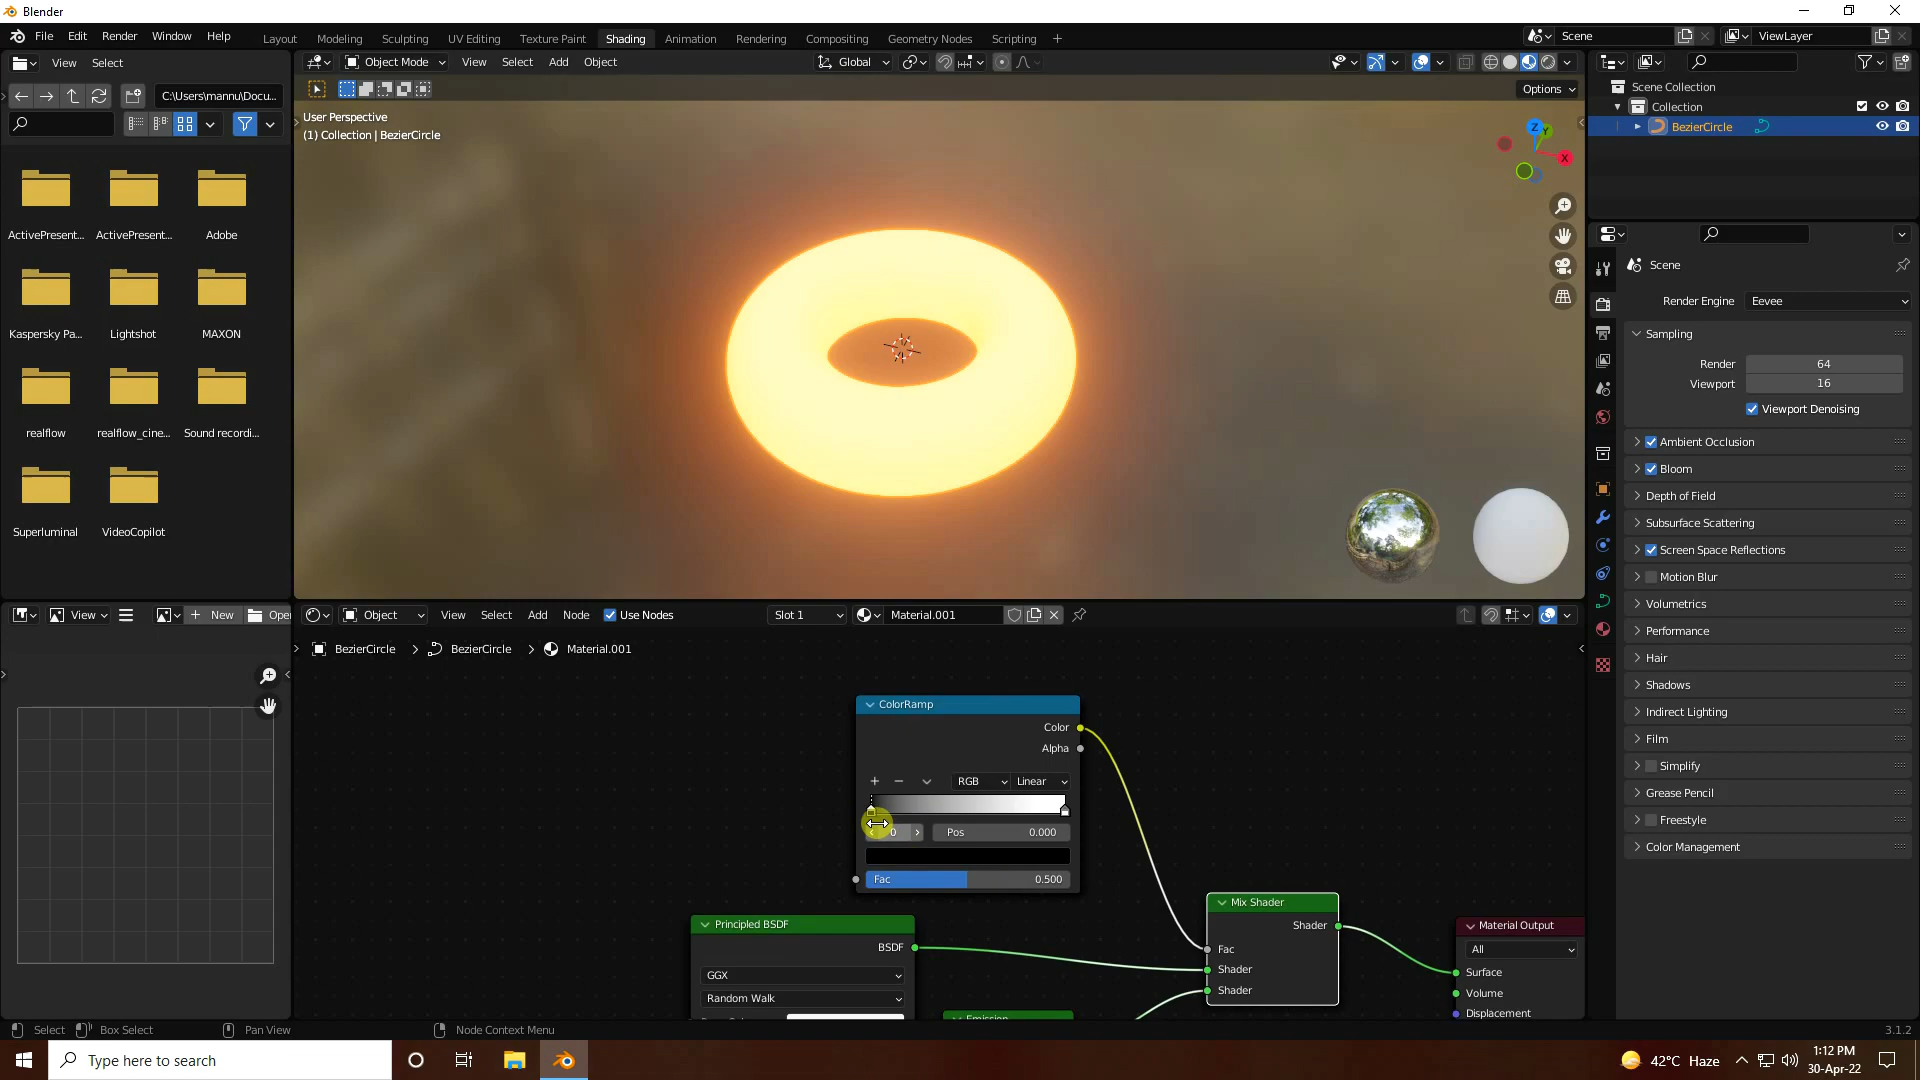 Blender
File Edit Render Window Help
Layout Modeling Sculpting UV Editing Texture Paint Shading Animation Rendering Compositing Geometry Nodes Scripting +
Scene ViewLayer
View Select
Object Mode View Select Add Object Global
C:\Users\mannu\Docu...
Options
User Perspective
(1) Collection | BezierCircle
Z Y X
ActivePresent... ActivePresent... Adobe
Kaspersky Pa... Lightshot MAXON
realflow realflow_cine... Sound recordi...
Superluminal VideoCopilot
Scene Collection
Collection
BezierCircle
Scene
Render Engine Eevee
Sampling
Render 64
Viewport 16
Viewport Denoising
Ambient Occlusion
Bloom
Depth of Field
Subsurface Scattering
Screen Space Reflections
Motion Blur
Volumetrics
Performance
Hair
Shadows
Indirect Lighting
Film
Simplify
Grease Pencil
Freestyle
Color Management
View + New Ope
Object View Select Add Node Use Nodes Slot 1 Material.001
BezierCircle > BezierCircle > Material.001
ColorRamp
Color
Alpha
+ − RGB Linear
0 Pos 0.000
Fac 0.500
Principled BSDF
BSDF
GGX
Random Walk
Emission
Mix Shader
Shader
Fac
Shader
Shader
Material Output
All
Surface
Volume
Displacement
Select Box Select Pan View Node Context Menu 3.1.2
Type here to search
42°C Haze
1:12 PM
30-Apr-22